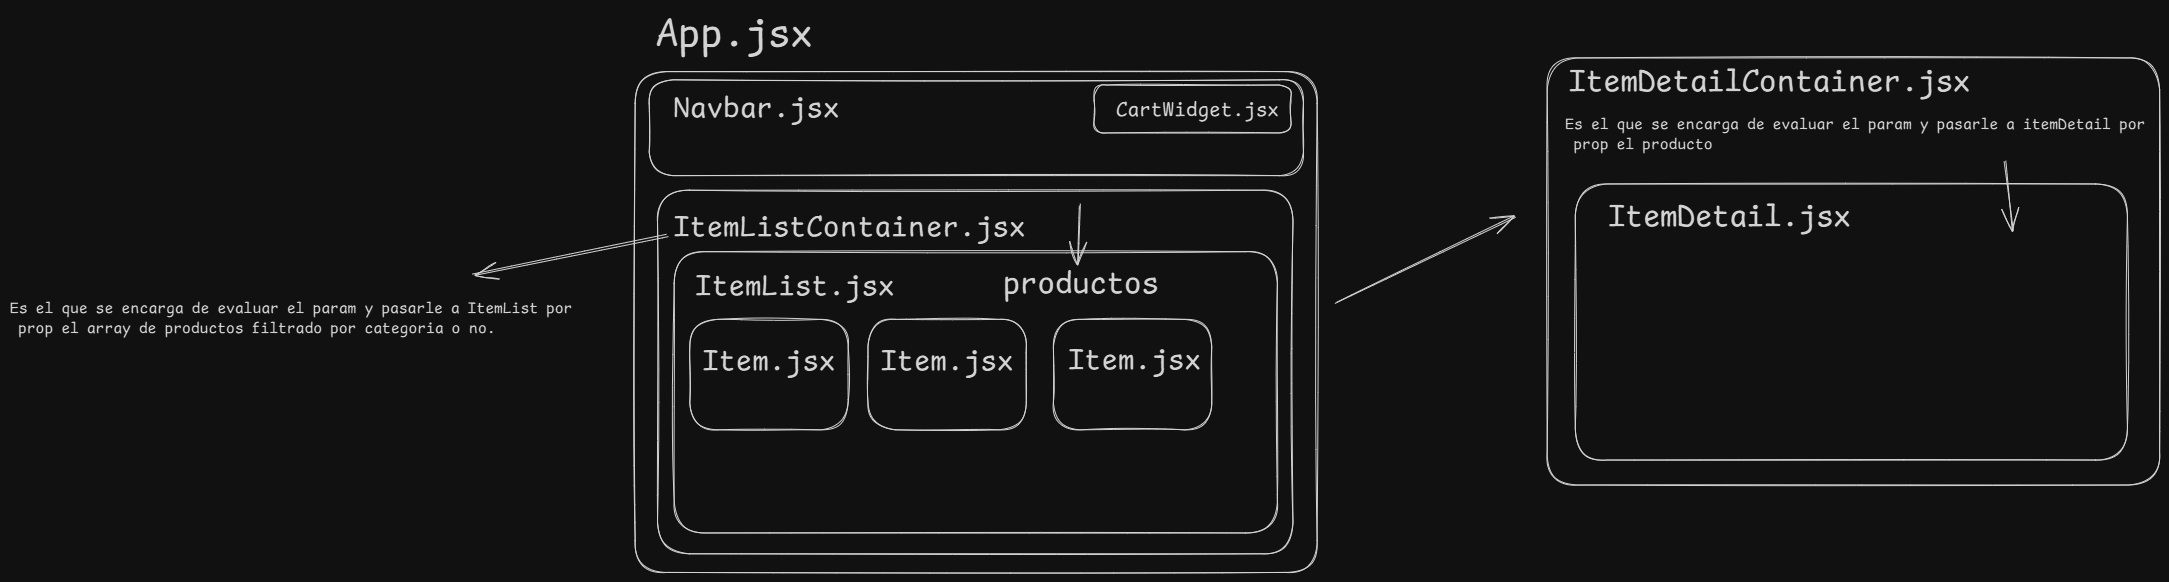 App.jsx
Navbar.jsx
CartWidget.jsx
ItemListContainer.jsx
ItemList.jsx
productos
Item.jsx
Item.jsx
Item.jsx
Es el que se encarga de evaluar el param y pasarle a ItemList por
prop el array de productos filtrado por categoria o no.
ItemDetailContainer.jsx
Es el que se encarga de evaluar el param y pasarle a itemDetail por
prop el producto
ItemDetail.jsx